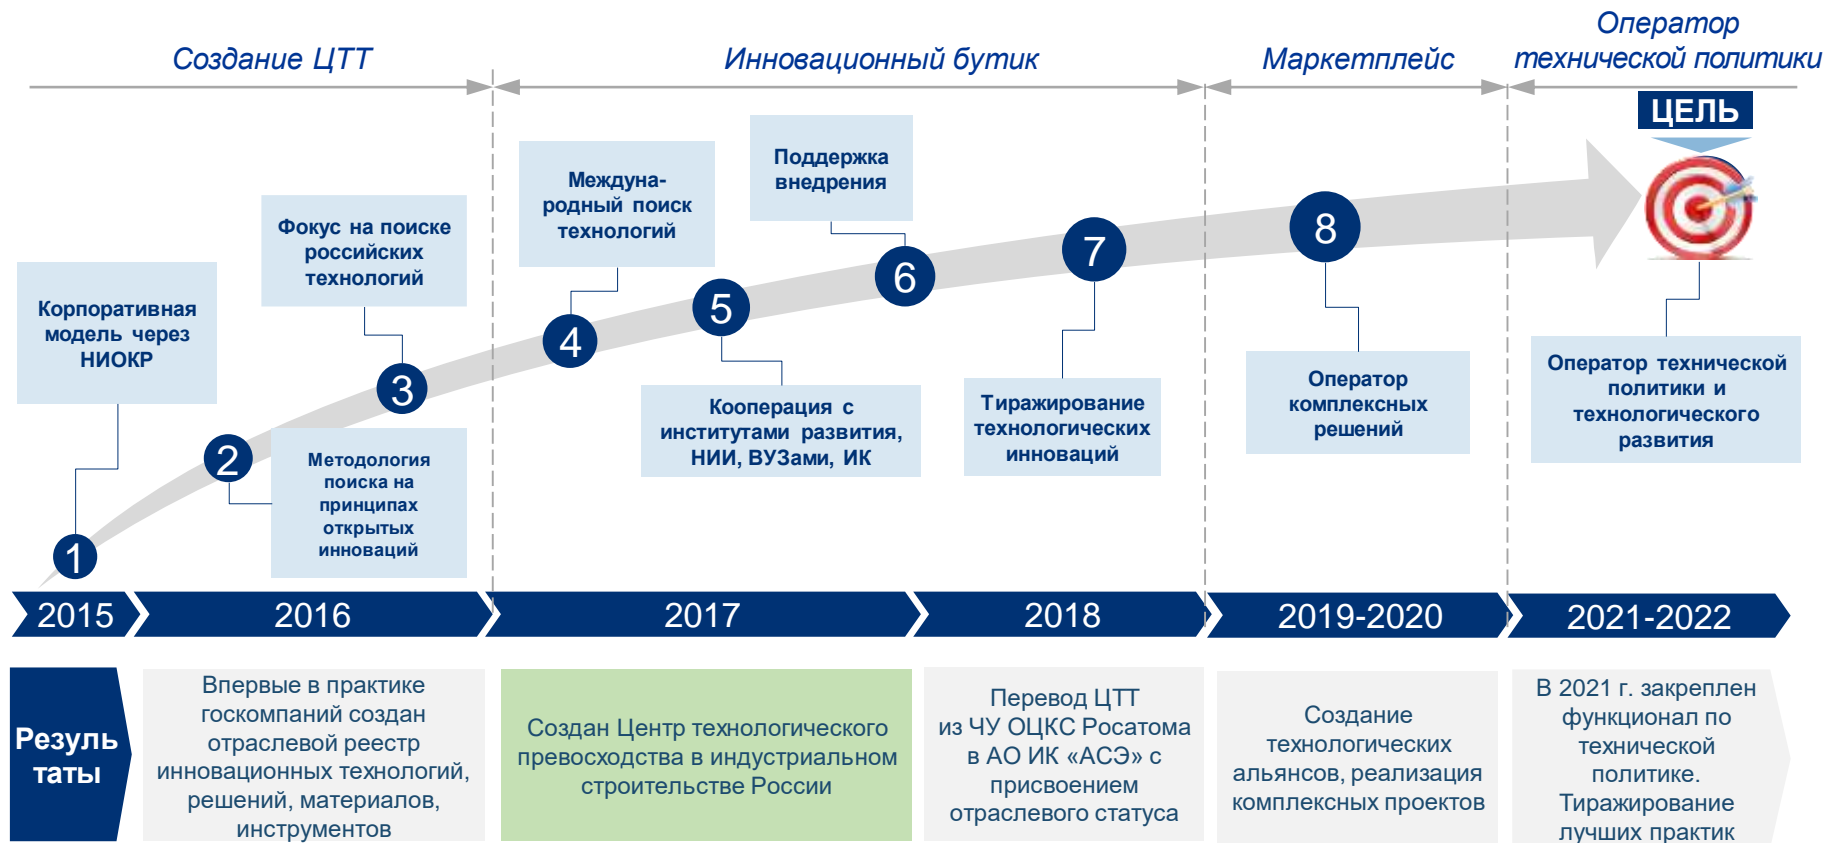 Создание ЦТТ
Инновационный бутик
Маркетплейс
Оператор
технической политики
ЦЕЛЬ
Корпоративная
модель через
НИОКР
Фокус на поиске
российских
технологий
Методология
поиска на
принципах
открытых
инноваций
Междуна-
родный поиск
технологий
Поддержка
внедрения
Кооперация с
институтами развития,
НИИ, ВУЗами, ИК
Тиражирование
технологических
инноваций
Оператор
комплексных
решений
Оператор технической
политики и
технологического
развития
1
2
3
4
5
6
7
8
2015
2016
2017
2018
2019-2020
2021-2022
Резуль
таты
Впервые в практике
госкомпаний создан
отраслевой реестр
инновационных технологий,
решений, материалов,
инструментов
Создан Центр технологического
превосходства в индустриальном
строительстве России
Перевод ЦТТ
из ЧУ ОЦКС Росатома
в АО ИК «АСЭ» с
присвоением
отраслевого статуса
Создание
технологических
альянсов, реализация
комплексных проектов
В 2021 г. закреплен
функционал по
технической
политике.
Тиражирование
лучших практик